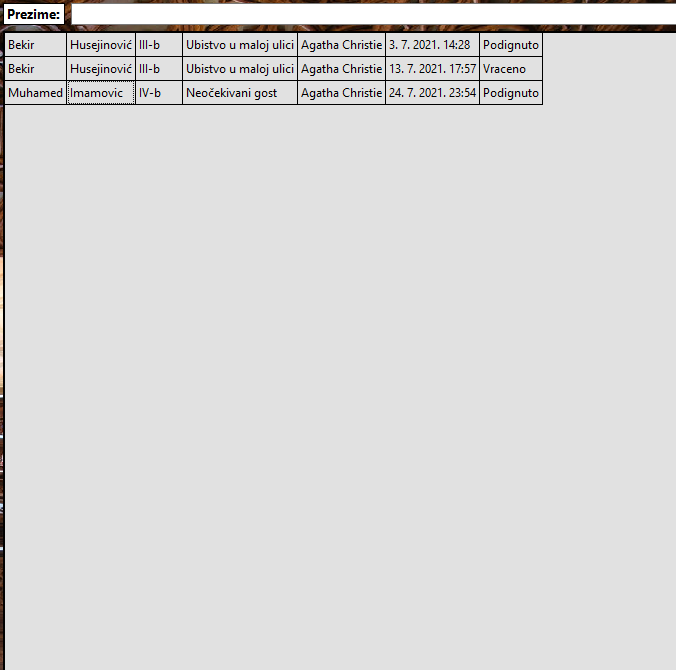 Prezime:
Bekir Husejinović III-b Ubistvo u maloj ulici Agatha Christie 3. 7. 2021. 14:28 Podignuto
Bekir Husejinović III-b Ubistvo u maloj ulici Agatha Christie 13. 7. 2021. 17:57 Vraceno
Muhamed Imamovic IV-b Neočekivani gost Agatha Christie 24. 7. 2021. 23:54 Podignuto